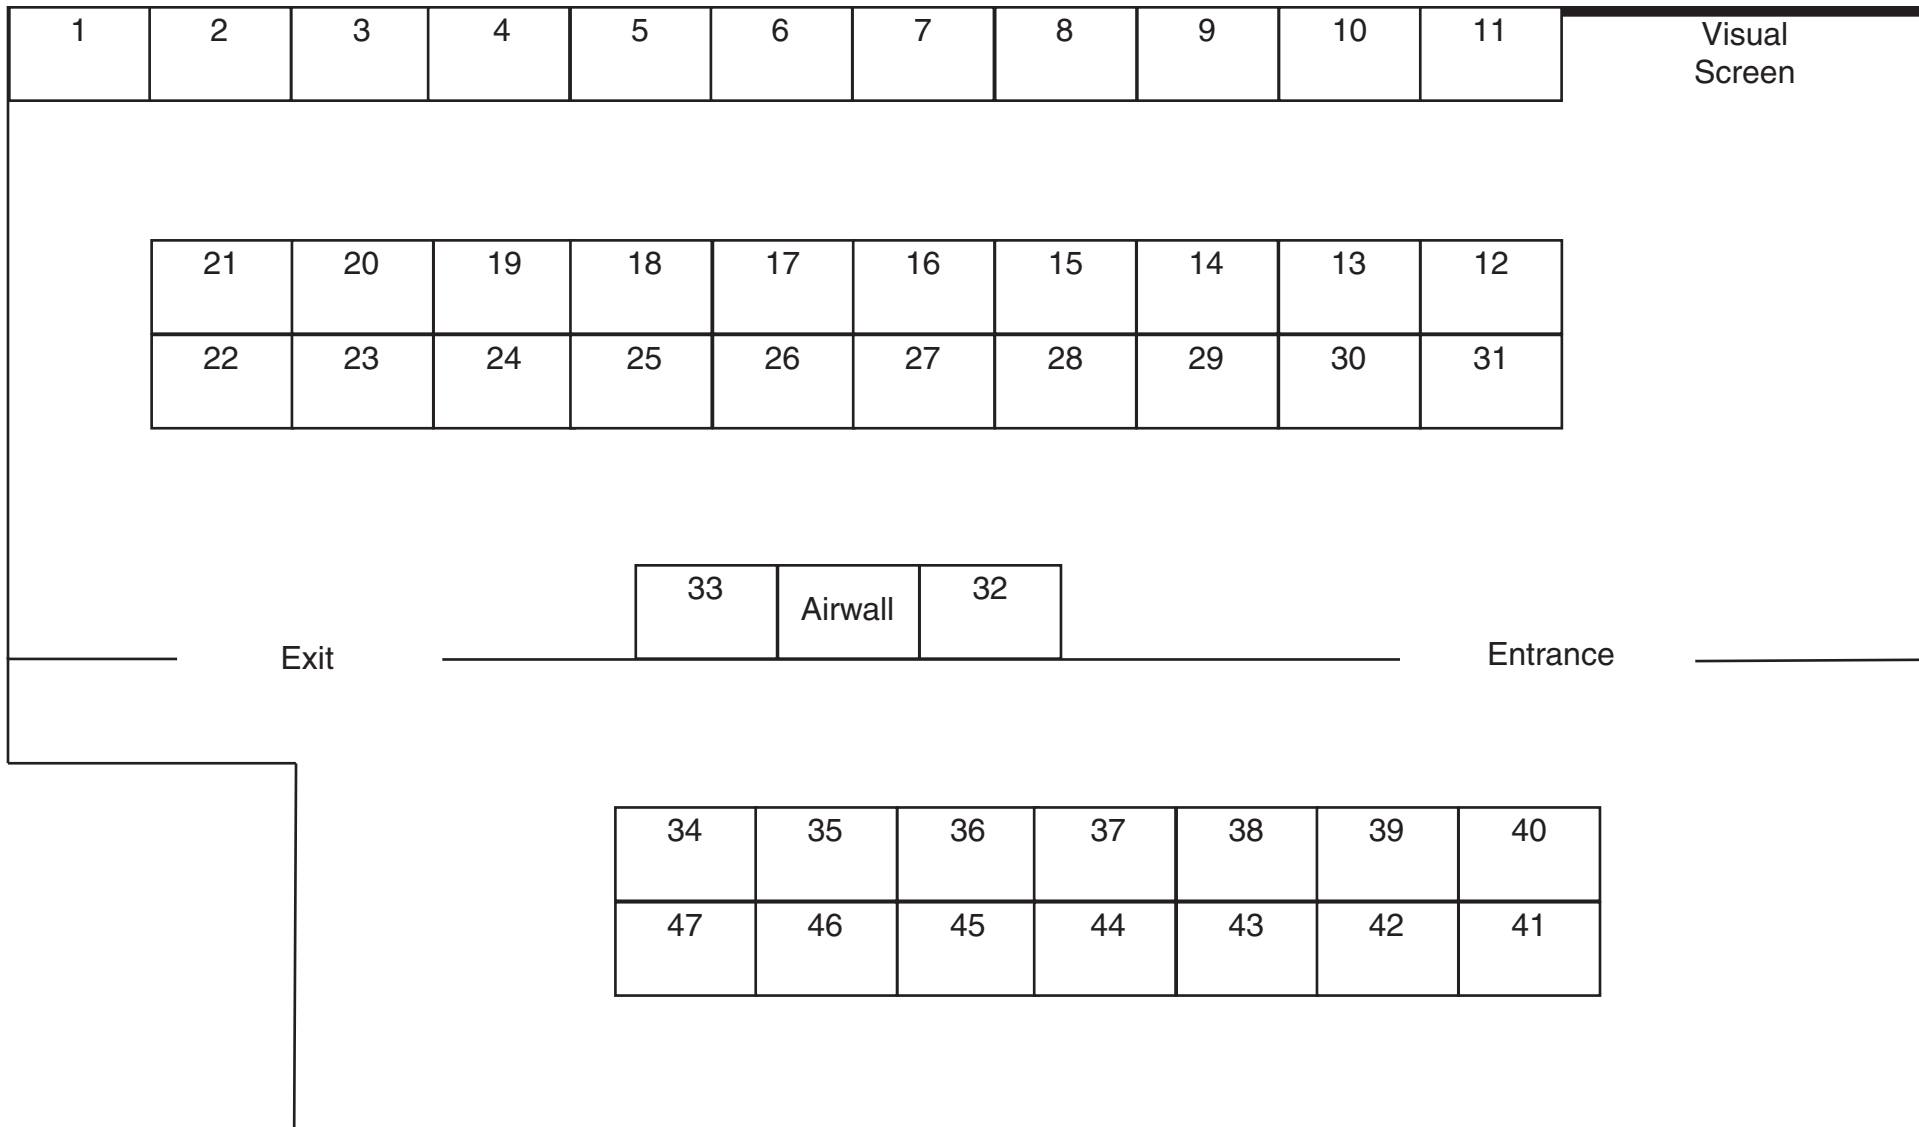 1 2 3 4 5 6 7 8 9 10 11
Visual
Screen
21 20 19 18 17 16 15 14 13 12
22 23 24 25 26 27 28 29 30 31
33 Airwall 32
Exit Entrance
34 35 36 37 38 39 40
47 46 45 44 43 42 41